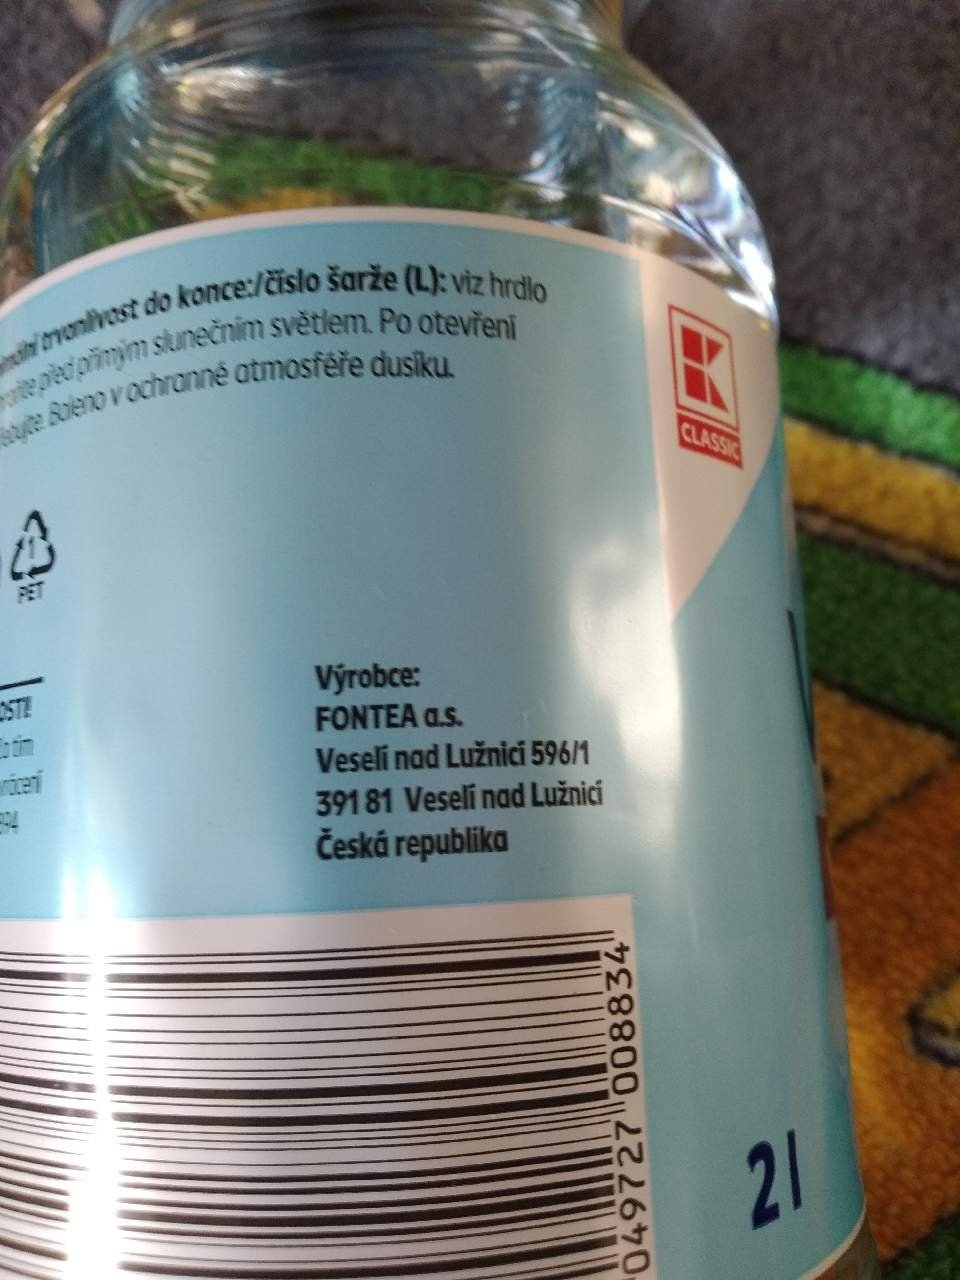 trvanlivost do konce:/číslo šarže (L): viz hrdlo
před přímým slunečním světlem. Po otevření
Baleno v ochranné atmosféře dusíku.
K
CLASSIC
1
PET
Výrobce:
FONTEA a.s.
Veselí nad Lužnicí 596/1
391 81 Veselí nad Lužnicí
Česká republika
049727 008834
2 l